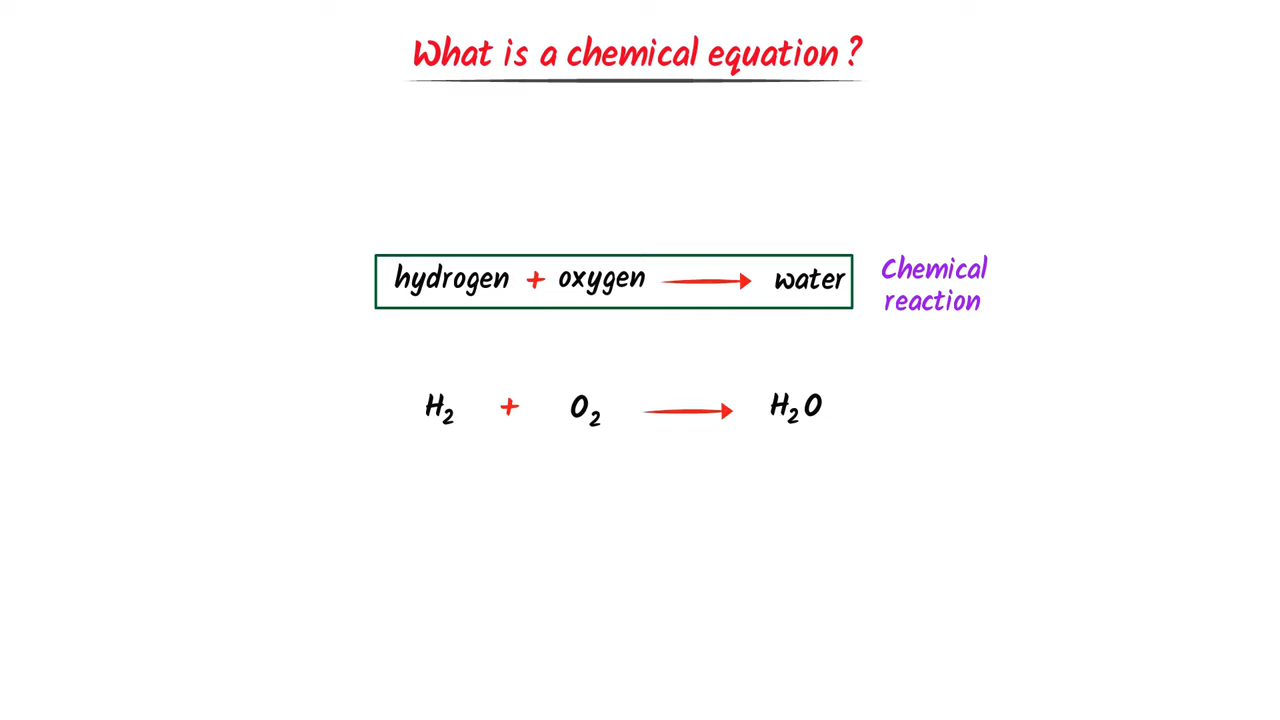 What is a chemical equation?
hydrogen + oxygen ⟶ water
Chemical
reaction
H₂ + O₂ ⟶ H₂O